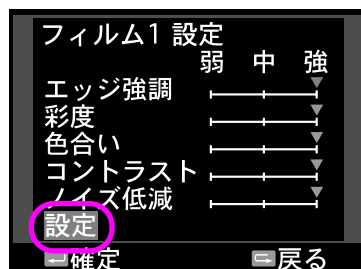 フィルム1 設定
弱 中 強
エッジ強調
彩度
色合い
コントラスト
ノイズ低減
設定
確定 戻る